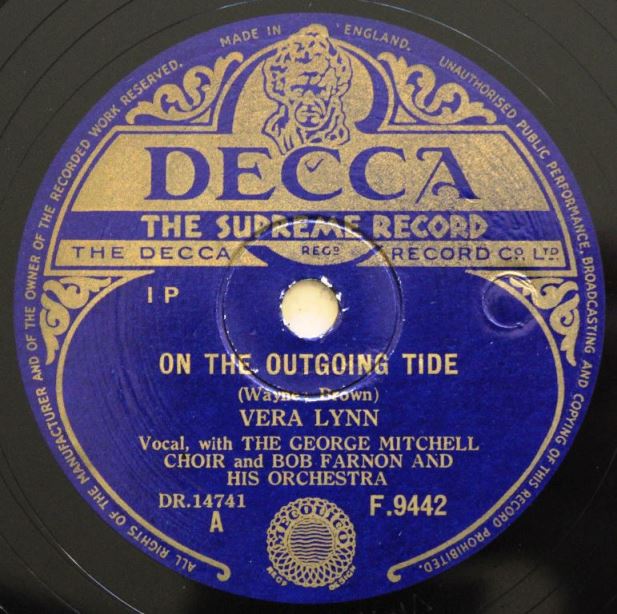 MADE IN ENGLAND.
ALL RIGHTS OF THE MANUFACTURER AND OF THE OWNER OF THE RECORDED WORK RESERVED.
UNAUTHORISED PUBLIC PERFORMANCE, BROADCASTING AND COPYING OF THIS RECORD PROHIBITED.
DECCA
THE SUPREME RECORD
THE DECCA REGD RECORD CO LTD
1 P
ON THE OUTGOING TIDE
(Wayne; Brown)
VERA LYNN
Vocal, with THE GEORGE MITCHELL
CHOIR and BOB FARNON AND
HIS ORCHESTRA
DR.14741
A
F.9442
MECOLICO
REGD DESIGN